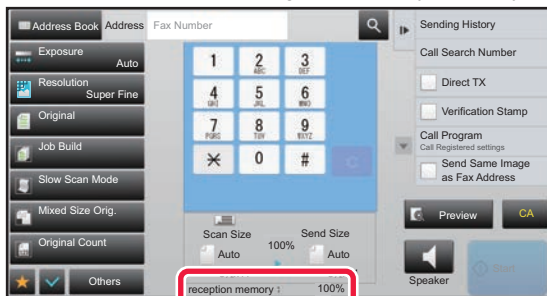 Address Book Address Fax Number
Sending History
Exposure
Auto
Call Search Number
Resolution
Super Fine
Direct TX
Original
Verification Stamp
Job Build
Call Program
Call Registered settings
Slow Scan Mode
Send Same Image
as Fax Address
Mixed Size Orig.
Original Count
Others
1
2
ABC
3
DEF
4
GHI
5
JKL
6
MNO
7
PQRS
8
TUV
9
WXYZ
0
#
C
Scan Size
100%
Send Size
Auto
Auto
reception memory : 100%
Preview
CA
Speaker
Start